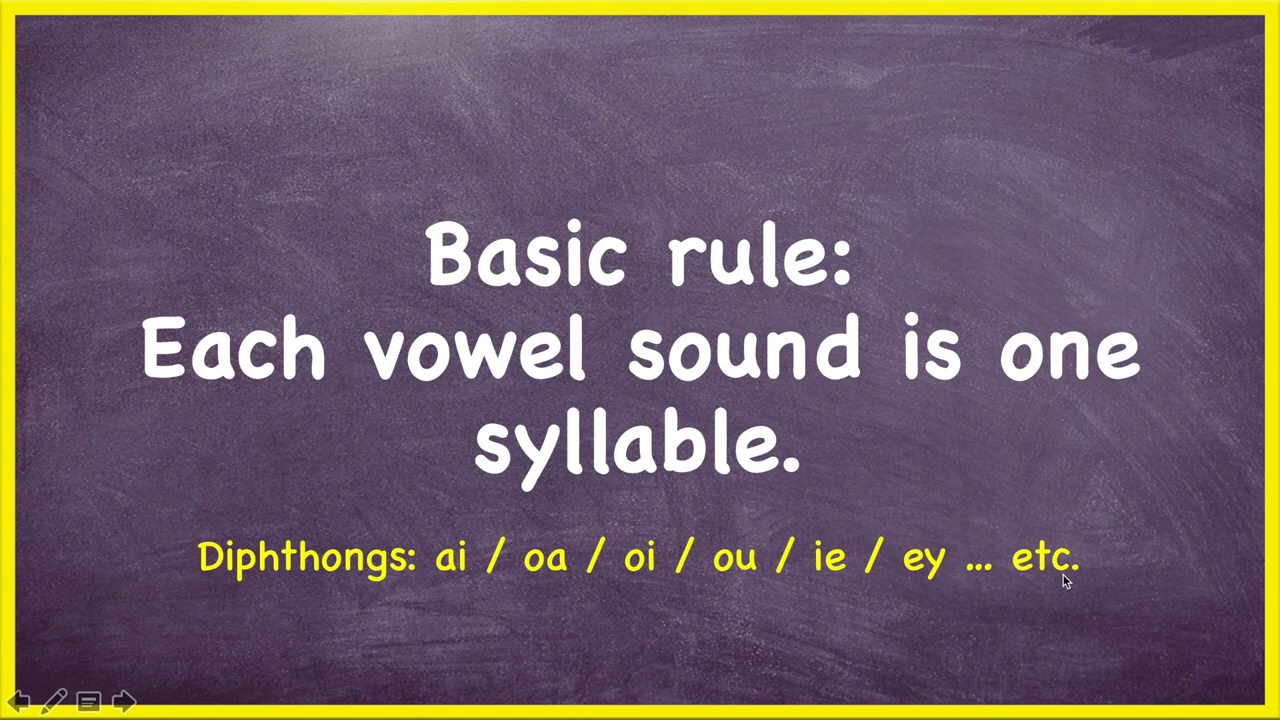 Basic rule:
Each vowel sound is one
syllable.
Diphthongs: ai / oa / oi / ou / ie / ey ... etc.